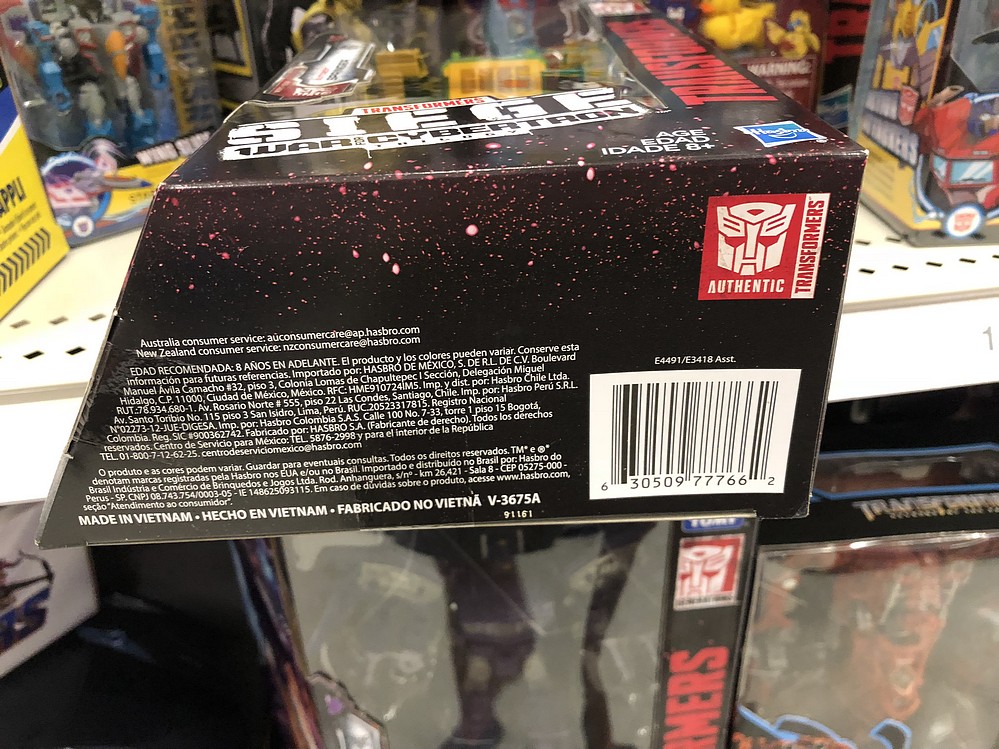 TRANSFORMERS
SIEGE
WAR FOR CYBERTRON
AGE
EDAD
IDADE 8+
Hasbro
TRANSFORMERS
WARNING:
AUTHENTIC
TRANSFORMERS
Australia consumer service: auconsumercare@ap.hasbro.com
New Zealand consumer service: nzconsumercare@hasbro.com
EDAD RECOMENDADA: 8 AÑOS EN ADELANTE. El producto y los colores pueden variar. Conserve esta
información para futuras referencias. Importado por: HASBRO DE MÉXICO, S. DE R.L. DE C.V. Boulevard
Manuel Ávila Camacho #32, piso 3, Colonia Lomas de Chapultepec I Sección, Delegación Miguel
Hidalgo, C.P. 11000, Ciudad de México, México. RFC: HME910724IM5. Imp. y dist. por: Hasbro Chile Ltda.
RUT.:78.934.680-1. Av. Rosario Norte # 555, piso 22 Las Condes, Santiago, Chile. Imp. por: Hasbro Perú S.R.L.
Av. Santo Toribio No. 115 piso 3 San Isidro, Lima, Perú. RUC.20523317815. Registro Nacional
N°02273-12-JUE-DIGESA. Imp. por: Hasbro Colombia S.A.S. Calle 100 No. 7-33, torre 1 piso 15 Bogotá,
Colombia. Reg. SIC #900362742. Fabricado por: HASBRO S.A. (Fabricante de derecho). Todos los derechos
reservados. Centro de Servicio para México: TEL. 5876-2998 y para el interior de la República
TEL. 01-800-7-12-62-25. centrodeserviciomexico@hasbro.com
O produto e as cores podem variar. Guardar para eventuais consultas. Todos os direitos reservados. TM* e ®*
denotam marcas registradas pela Hasbro nos EUA e/ou no Brasil. Importado e distribuído no Brasil por: Hasbro do
Brasil Indústria e Comércio de Brinquedos e Jogos Ltda. Rod. Anhanguera, s/nº - km 26,421 - Sala 8 - CEP 05275-000 -
Perus - SP. CNPJ 08.743.754/0003-05 - IE 148625093115. Em caso de dúvidas sobre o produto, acesse www.hasbro.com,
seção "Atendimento ao consumidor".
MADE IN VIETNAM • HECHO EN VIETNAM • FABRICADO NO VIETNÃ V-3675A
91161
E4491/E3418 Asst.
6 30509 77766 2
TOMY